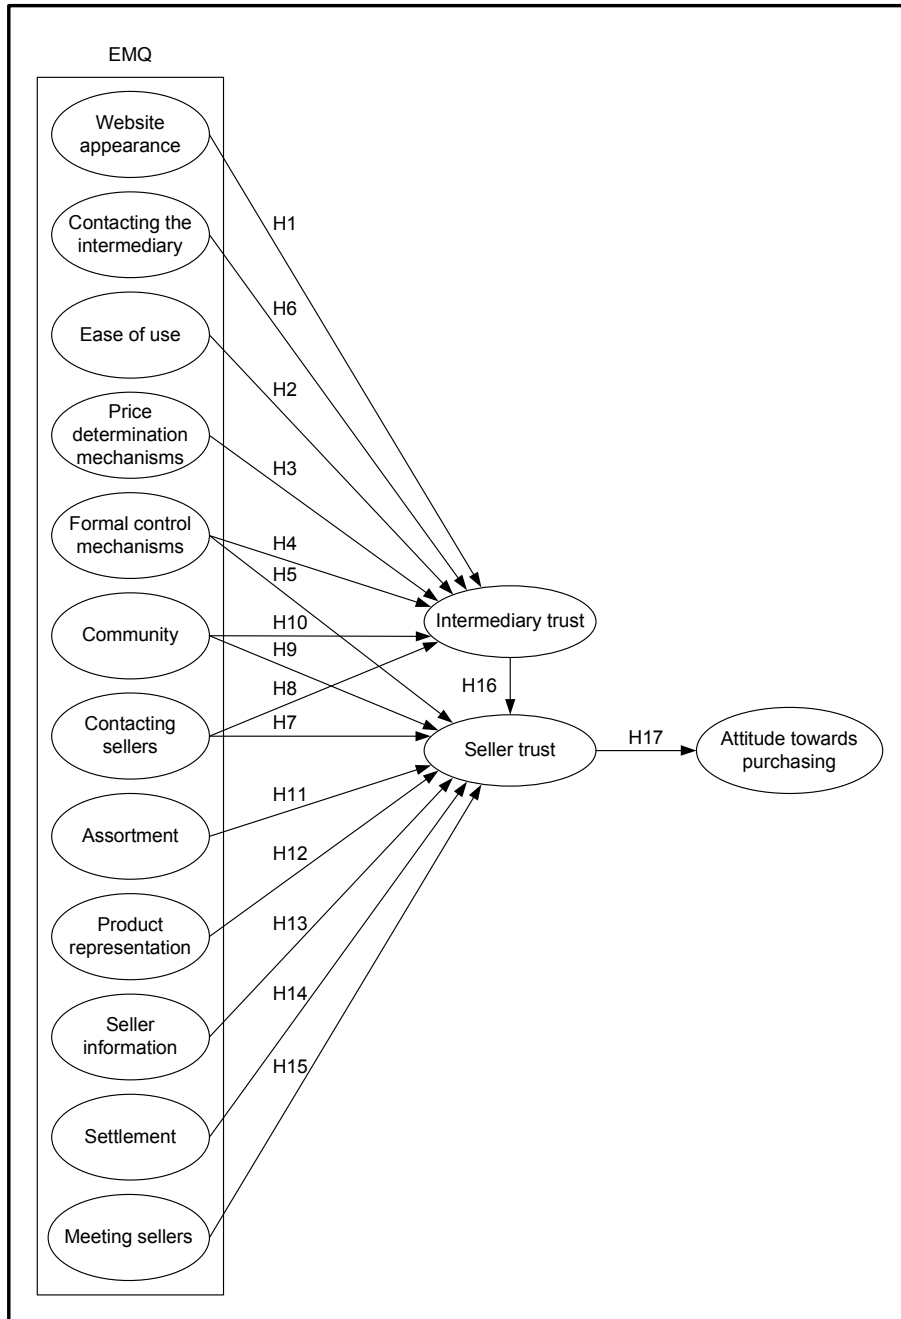 EMQ
Website
appearance
Contacting the
intermediary
Ease of use
Price
determination
mechanisms
Formal control
mechanisms
Community
Contacting
sellers
Assortment
Product
representation
Seller
information
Settlement
Meeting sellers
H1
H6
H2
H3
H4
H5
H10
H9
H8
H7
H11
H12
H13
H14
H15
Intermediary trust
H16
Seller trust
H17
Attitude towards
purchasing